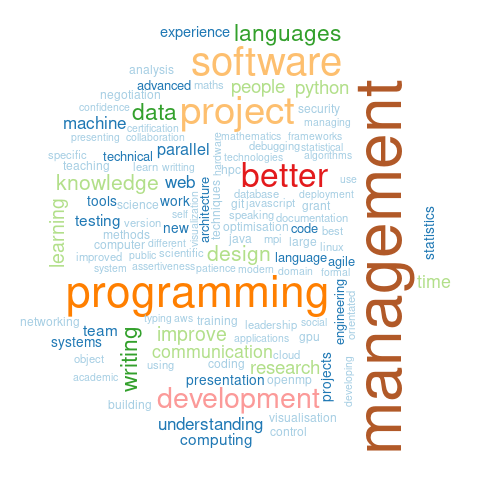 experience languages
software
analysis
advanced maths people python
negotiation
confidence data project security
machine certification managing
presenting collaboration mathematics frameworks
debugging statistical
specific technical parallel hardware technologies algorithms
teaching learn writting hpc better
knowledge web use
tools science work architecture techniques database deployment
git javascript
self speaking documentation
testing version new visualization optimisation code best
methods java mpi large
learning computer different linux
improved public scientific design language agile
system assertiveness patience modern domain formal
management
statistics
programming time
engineering
networking typing aws training social orientated
team improve leadership
systems writing applications gpu
communication cloud
object using coding research projects
academic presentation openmp developing
development
building visualisation
understanding control
computing